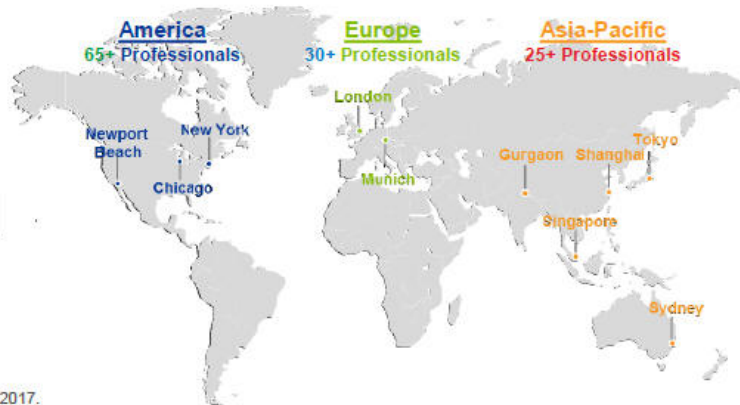 America
65+ Professionals
Europe
30+ Professionals
Asia-Pacific
25+ Professionals
London
Newport
Beach
New York
Chicago
Munich
Gurgaon
Shanghai
Tokyo
Singapore
Sydney
2017.